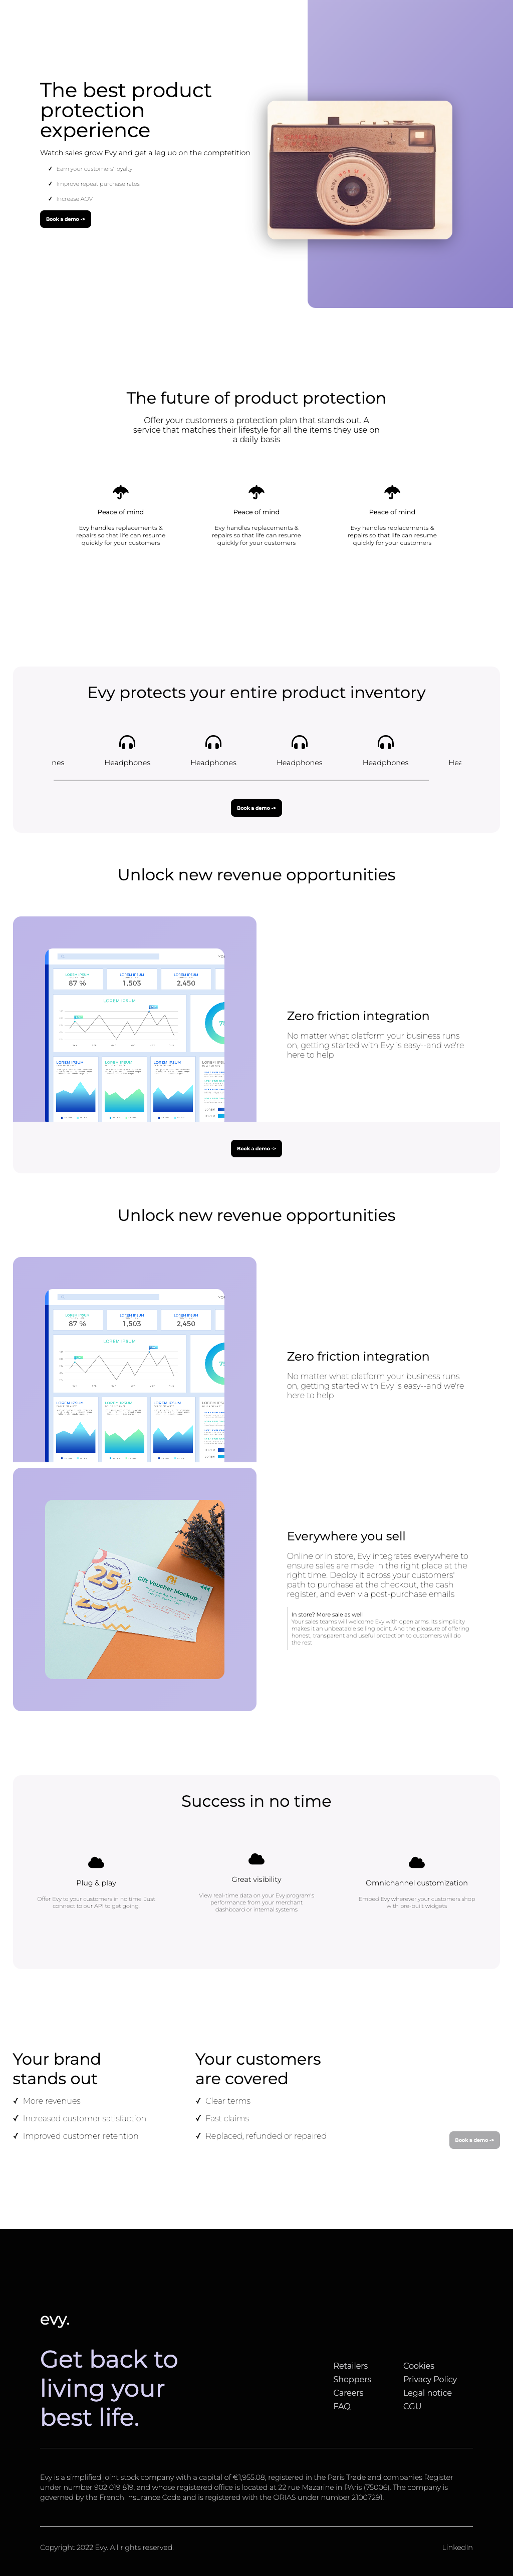 The best product
protection
experience
Watch sales grow Evy and get a leg uo on the comptetition
✓ Earn your customers' loyalty
✓ Improve repeat purchase rates
✓ Increase AOV
Book a demo ->
The future of product protection
Offer your customers a protection plan that stands out. A
service that matches their lifestyle for all the items they use on
a daily basis
Peace of mind Peace of mind Peace of mind
Evy handles replacements & Evy handles replacements & Evy handles replacements &
repairs so that life can resume repairs so that life can resume repairs so that life can resume
quickly for your customers quickly for your customers quickly for your customers
Evy protects your entire product inventory
nes Headphones Headphones Headphones Headphones Hea
Book a demo ->
Unlock new revenue opportunities
LOREM IPSUM LOREM IPSUM LOREM IPSUM
87 % 1,503 2,450
LOREM IPSUM
LOREM IPSUM LOREM IPSUM LOREM IPSUM LOREM IPSUM
Zero friction integration
No matter what platform your business runs
on, getting started with Evy is easy--and we're
here to help
Book a demo ->
Unlock new revenue opportunities
LOREM IPSUM LOREM IPSUM LOREM IPSUM
87 % 1,503 2,450
LOREM IPSUM
LOREM IPSUM LOREM IPSUM LOREM IPSUM LOREM IPSUM
Zero friction integration
No matter what platform your business runs
on, getting started with Evy is easy--and we're
here to help
discount
25%
Gift Voucher Mockup
Everywhere you sell
Online or in store, Evy integrates everywhere to
ensure sales are made in the right place at the
right time. Deploy it across your customers'
path to purchase at the checkout, the cash
register, and even via post-purchase emails
In store? More sale as well
Your sales teams will welcome Evy with open arms. Its simplicity
makes it an unbeatable selling point. And the pleasure of offering
honest, transparent and useful protection to customers will do
the rest
Success in no time
Plug & play
Offer Evy to your customers in no time. Just
connect to our API to get going.
Great visibility
View real-time data on your Evy program's
performance from your merchant
dashboard or internal systems
Omnichannel customization
Embed Evy whenever your customers shop
with pre-built widgets
Your brand
stands out
✓ More revenues
✓ Increased customer satisfaction
✓ Improved customer retention
Your customers
are covered
✓ Clear terms
✓ Fast claims
✓ Replaced, refunded or repaired
Book a demo ->
evy.
Get back to
living your
best life.
Retailers
Shoppers
Careers
FAQ
Cookies
Privacy Policy
Legal notice
CGU
Evy is a simplified joint stock company with a capital of €1,955.08, registered in the Paris Trade and companies Register
under number 902 019 819, and whose registered office is located at 22 rue Mazarine in PAris (75006). The company is
governed by the French Insurance Code and is registered with the ORIAS under number 21007291.
Copyright 2022 Evy. All rights reserved.
LinkedIn